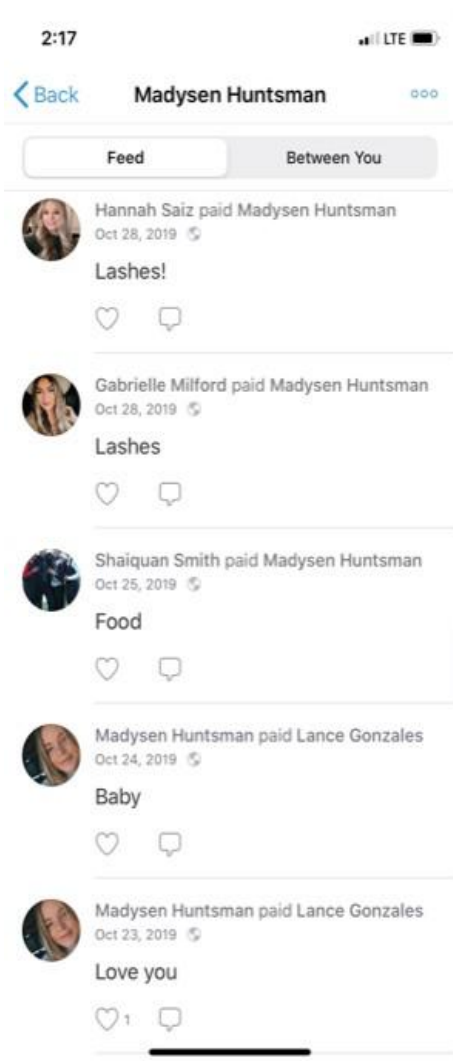 2:17
LTE
Back
Madysen Huntsman
Feed
Between You
Hannah Saiz paid Madysen Huntsman
Oct 28, 2019
Lashes!
Gabrielle Milford paid Madysen Huntsman
Oct 28, 2019
Lashes
Shaiquan Smith paid Madysen Huntsman
Oct 25, 2019
Food
Madysen Huntsman paid Lance Gonzales
Oct 24, 2019
Baby
Madysen Huntsman paid Lance Gonzales
Oct 23, 2019
Love you
1